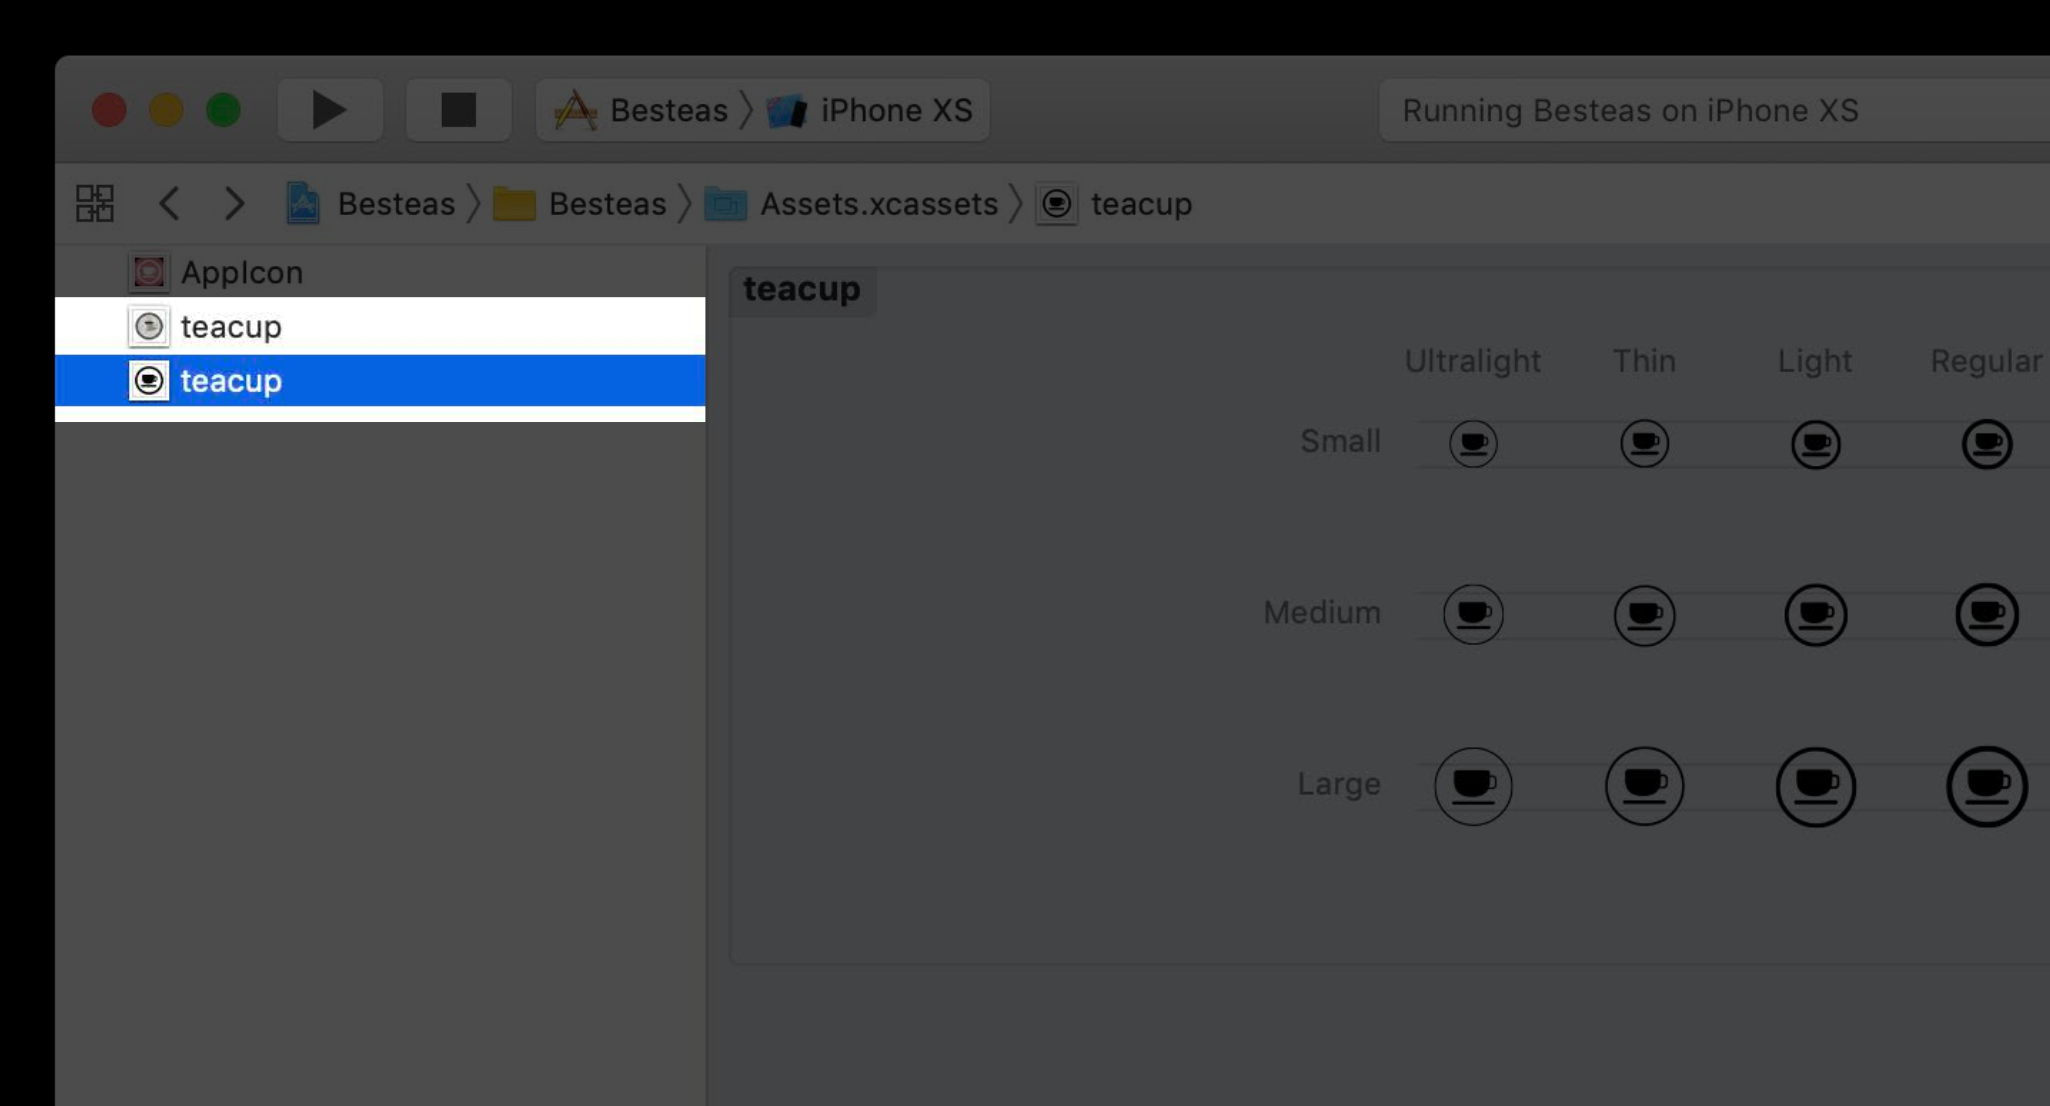 Besteas 〉 iPhone XS
Running Besteas on iPhone XS
Besteas 〉 Besteas 〉 Assets.xcassets 〉 teacup
AppIcon
teacup
teacup
teacup
Ultralight Thin Light Regular
Small
Medium
Large